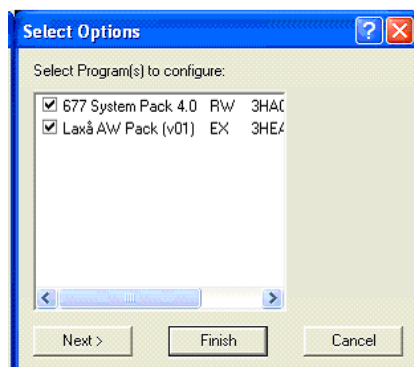 Select Options
Select Program(s) to configure:
677 System Pack 4.0 RW 3HAC
Laxå AW Pack (v01) EX 3HEA
Next >
Finish
Cancel